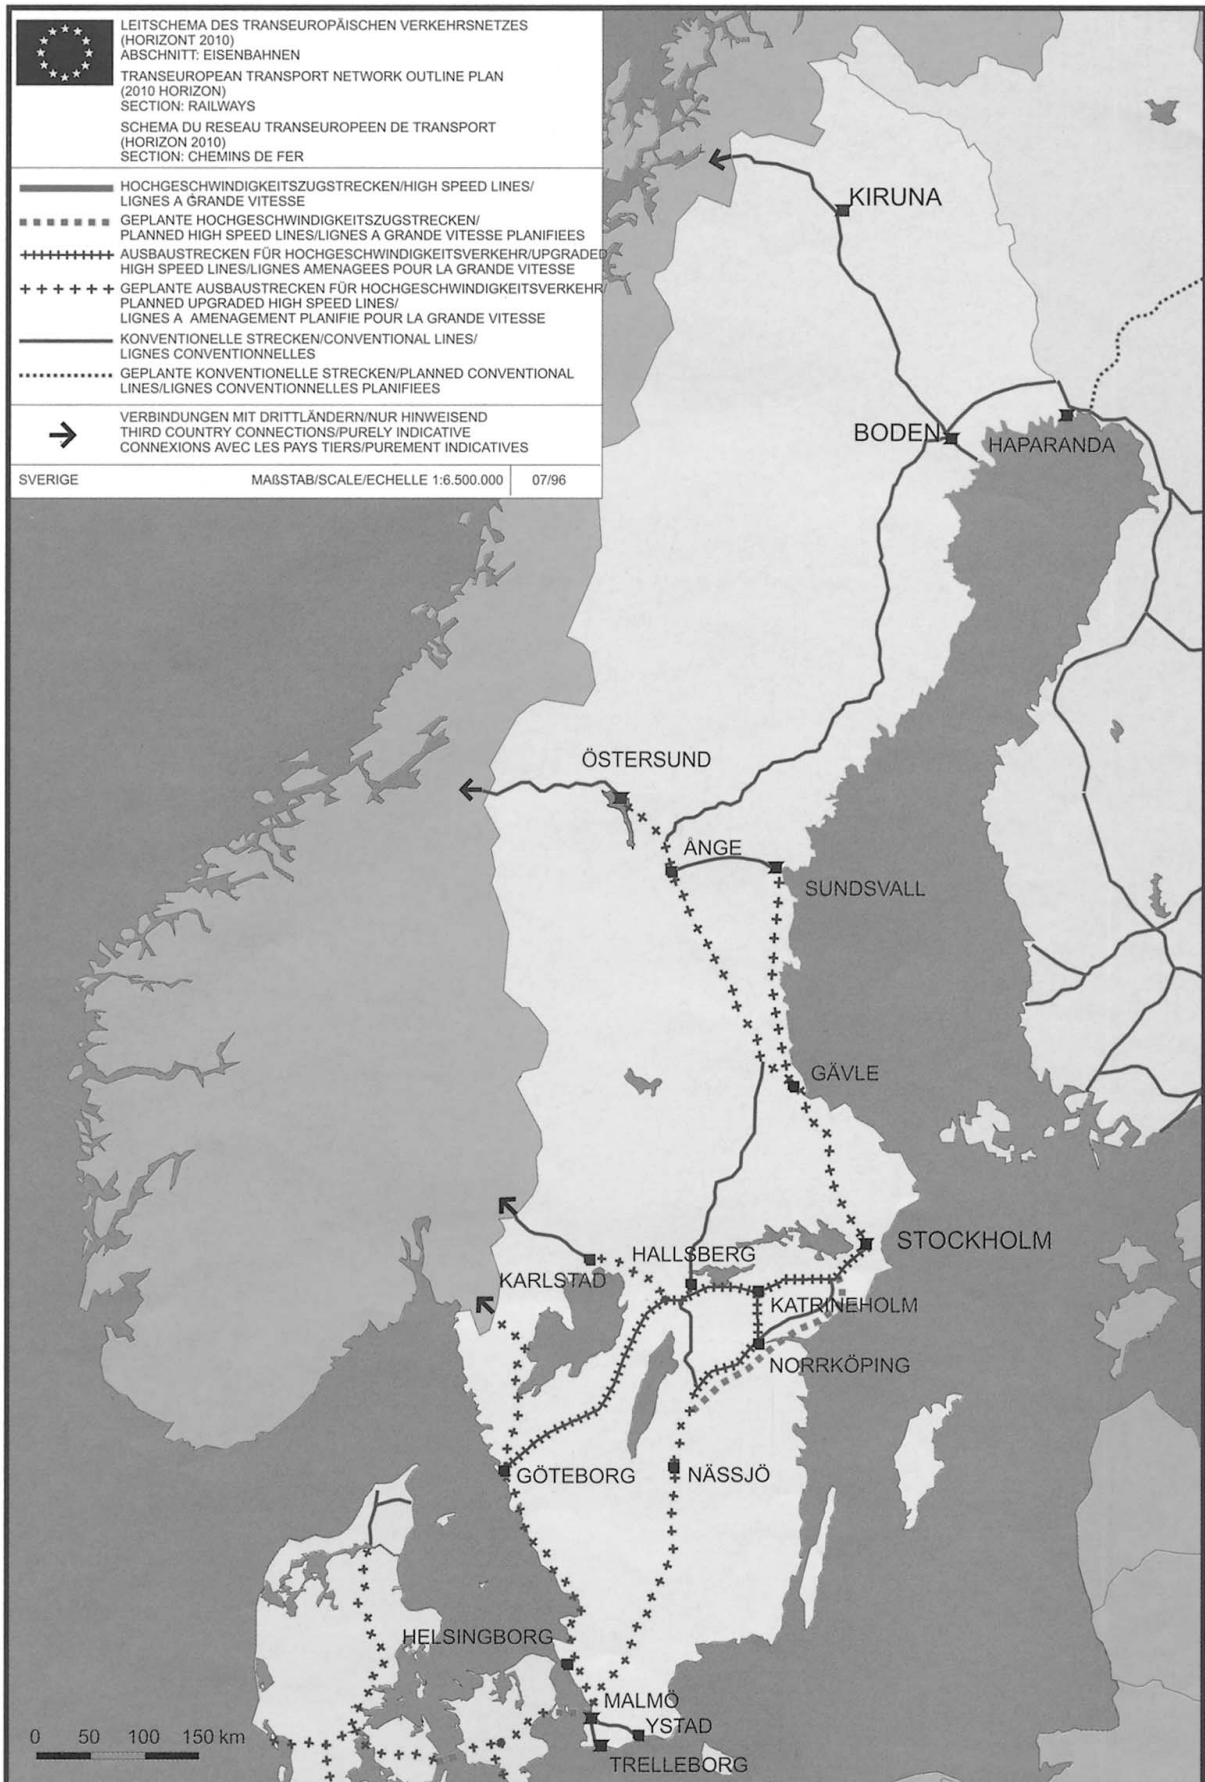 LEITSCHEMA DES TRANSEUROPÄISCHEN VERKEHRSNETZES
(HORIZONT 2010)
ABSCHNITT: EISENBAHNEN
TRANSEUROPEAN TRANSPORT NETWORK OUTLINE PLAN
(2010 HORIZON)
SECTION: RAILWAYS
SCHEMA DU RESEAU TRANSEUROPEEN DE TRANSPORT
(HORIZON 2010)
SECTION: CHEMINS DE FER
HOCHGESCHWINDIGKEITSZUGSTRECKEN/HIGH SPEED LINES/
LIGNES A GRANDE VITESSE
GEPLANTE HOCHGESCHWINDIGKEITSZUGSTRECKEN/
PLANNED HIGH SPEED LINES/LIGNES A GRANDE VITESSE PLANIFIEES
AUSBAUSTRECKEN FÜR HOCHGESCHWINDIGKEITSVERKEHR/UPGRADED
HIGH SPEED LINES/LIGNES AMENAGEES POUR LA GRANDE VITESSE
GEPLANTE AUSBAUSTRECKEN FÜR HOCHGESCHWINDIGKEITSVERKEHR/
PLANNED UPGRADED HIGH SPEED LINES/
LIGNES A AMENAGEMENT PLANIFIE POUR LA GRANDE VITESSE
KONVENTIONELLE STRECKEN/CONVENTIONAL LINES/
LIGNES CONVENTIONNELLES
GEPLANTE KONVENTIONELLE STRECKEN/PLANNED CONVENTIONAL
LINES/LIGNES CONVENTIONNELLES PLANIFIEES
VERBINDUNGEN MIT DRITTLÄNDERN/NUR HINWEISEND
THIRD COUNTRY CONNECTIONS/PURELY INDICATIVE
CONNEXIONS AVEC LES PAYS TIERS/PUREMENT INDICATIVES
SVERIGE
MAßSTAB/SCALE/ECHELLE 1:6.500.000
07/96
KIRUNA
BODEN
HAPARANDA
ÖSTERSUND
ÅNGE
SUNDSVALL
GÄVLE
STOCKHOLM
HALLSBERG
KARLSTAD
KATRINEHOLM
NORRKÖPING
GÖTEBORG
NÄSSJÖ
HELSINGBORG
MALMÖ
YSTAD
TRELLEBORG
0 50 100 150 km